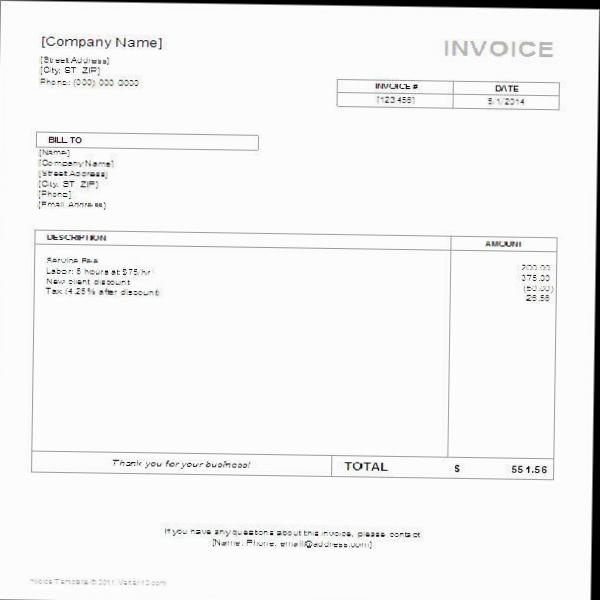 [Company Name]
INVOICE
[Street Address]
[City, ST ZIP]
Phone: (000) 000-0000
INVOICE # DATE
[123456] 5/1/2014
BILL TO
[Name]
[Company Name]
[Street Address]
[City, ST ZIP]
[Phone]
[Email Address]
DESCRIPTION AMOUNT
Service Fee 200.00
Labor: 5 hours at $75/hr 375.00
New client discount (50.00)
Tax (4.25% after discount) 26.56
Thank you for your business! TOTAL $ 551.56
If you have any questions about this invoice, please contact
[Name, Phone, email@address.com]
Invoice Template © 2011 Vertex42.com